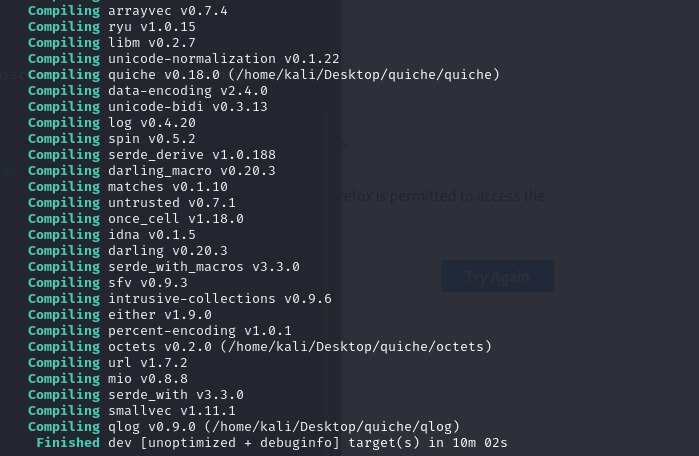 Compiling arrayvec v0.7.4
Compiling ryu v1.0.15
Compiling libm v0.2.7
Compiling unicode-normalization v0.1.22
Compiling quiche v0.18.0 (/home/kali/Desktop/quiche/quiche)
Compiling data-encoding v2.4.0
Compiling unicode-bidi v0.3.13
Compiling log v0.4.20
Compiling spin v0.5.2
Compiling serde_derive v1.0.188
Compiling darling_macro v0.20.3
Compiling matches v0.1.10
Compiling untrusted v0.7.1
refox is permitted to access the
Compiling once_cell v1.18.0
Compiling idna v0.1.5
Compiling darling v0.20.3
Compiling serde_with_macros v3.3.0
Compiling sfv v0.9.3
Try Again
Compiling intrusive-collections v0.9.6
Compiling either v1.9.0
Compiling percent-encoding v1.0.1
Compiling octets v0.2.0 (/home/kali/Desktop/quiche/octets)
Compiling url v1.7.2
Compiling mio v0.8.8
Compiling serde_with v3.3.0
Compiling smallvec v1.11.1
Compiling qlog v0.9.0 (/home/kali/Desktop/quiche/qlog)
Finished dev [unoptimized + debuginfo] target(s) in 10m 02s